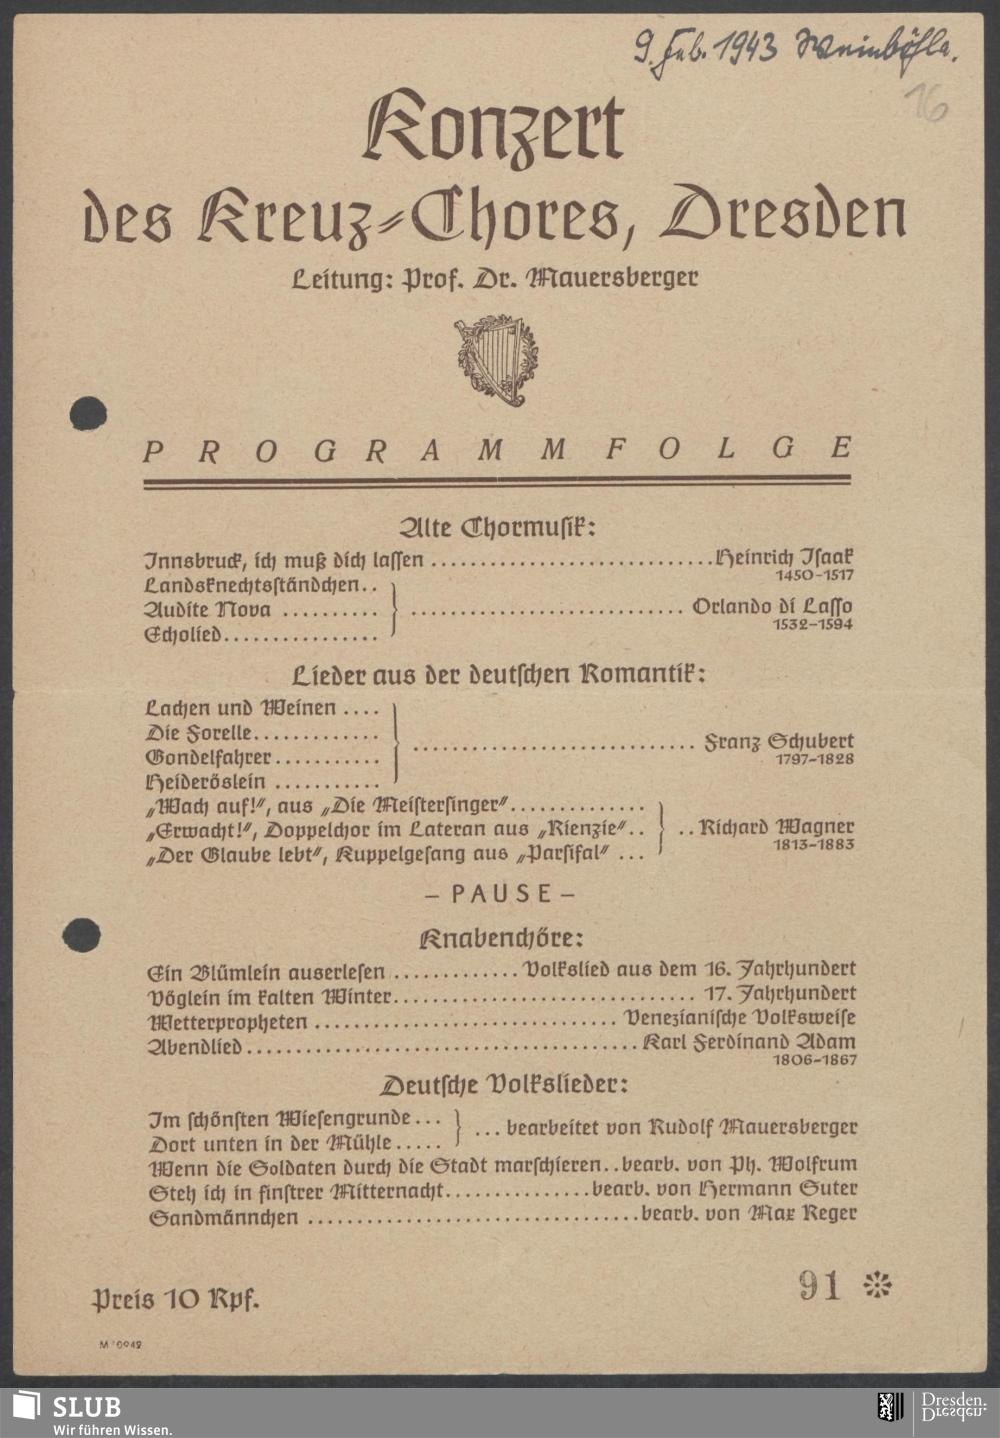 9. Feb. 1943 Weinböhla.
16
Konzert
des Kreuz-Chores, Dresden
Leitung: Prof. Dr. Mauersberger
PROGRAMMFOLGE
Alte Chormusik:
Innsbruck, ich muß dich lassen ............................. Heinrich Isaak
1450-1517
Landsknechtsständchen..
Audite Nova ..........
............................ Orlando di Lasso
1532-1594
Echolied................
Lieder aus der deutschen Romantik:
Lachen und Weinen ....
Die Forelle.............
............................. Franz Schubert
1797-1828
Gondelfahrer...........
Heideröslein ...........
„Wach auf!", aus „Die Meistersinger"..............
„Erwacht!", Doppelchor im Lateran aus „Rienzie".. .. Richard Wagner
1813-1883
„Der Glaube lebt", Kuppelgesang aus „Parsifal" ...
– PAUSE –
Knabenchöre:
Ein Blümlein auserlesen ............. Volkslied aus dem 16. Jahrhundert
Vöglein im kalten Winter............................... 17. Jahrhundert
Wetterpropheten ............................... Venezianische Volksweise
Abendlied........................................ Karl Ferdinand Adam
1806-1867
Deutsche Volkslieder:
Im schönsten Wiesengrunde ...
... bearbeitet von Rudolf Mauersberger
Dort unten in der Mühle .....
Wenn die Soldaten durch die Stadt marschieren.. bearb. von Ph. Wolfrum
Steh ich in finstrer Mitternacht............... bearb. von Hermann Suter
Sandmännchen .................................. bearb. von Max Reger
Preis 10 Rpf.
91 *
SLUB
Wir führen Wissen.
Dresden.
Dresden.